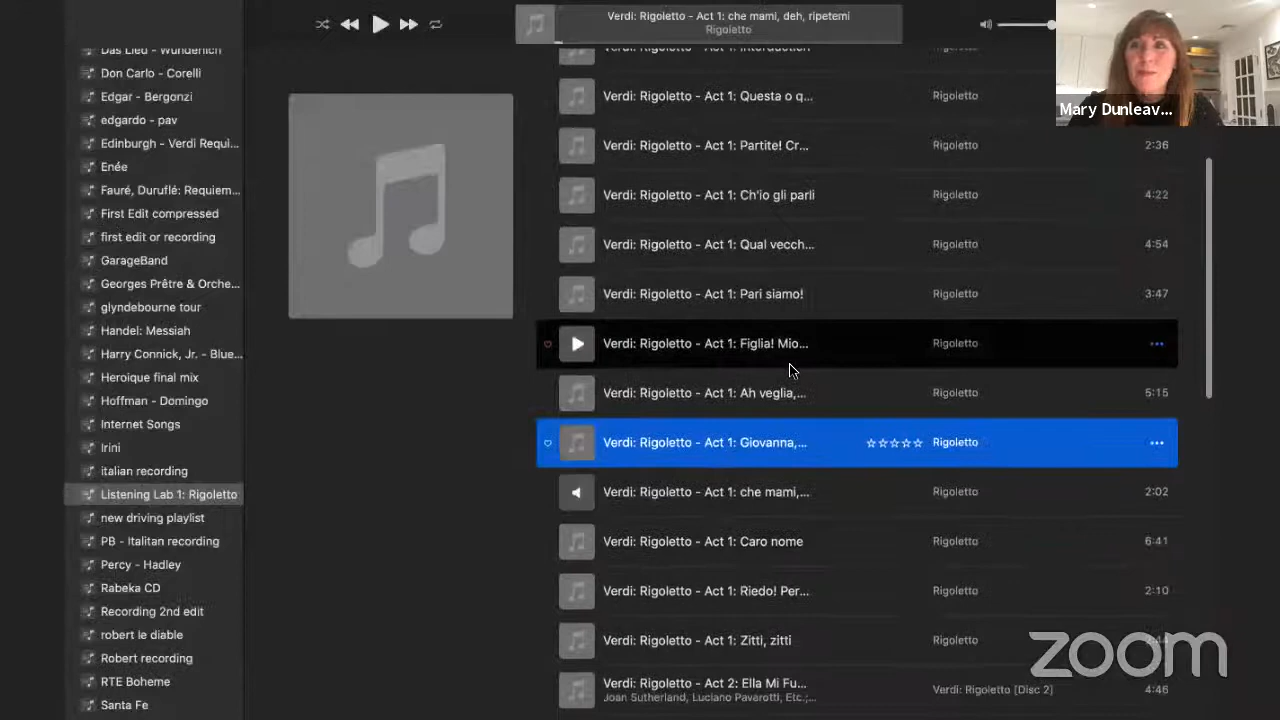 Verdi: Rigoletto - Act 1: che mami, deh, ripetemi
Rigoletto
Mary Dunleav...
Das Lied - Wunderlich
Don Carlo - Corelli
Edgar - Bergonzi
edgardo - pav
Edinburgh - Verdi Requi...
Enée
Fauré, Duruflé: Requiem...
First Edit compressed
first edit or recording
GarageBand
Georges Prêtre & Orche...
glyndebourne tour
Handel: Messiah
Harry Connick, Jr. - Blue...
Heroique final mix
Hoffman - Domingo
Internet Songs
Irini
italian recording
Listening Lab 1: Rigoletto
new driving playlist
PB - Italitan recording
Percy - Hadley
Rabeka CD
Recording 2nd edit
robert le diable
Robert recording
RTE Boheme
Santa Fe
Verdi: Rigoletto - Act 1:
Verdi: Rigoletto - Act 1: Questa o q... Rigoletto
Verdi: Rigoletto - Act 1: Partite! Cr... Rigoletto 2:36
Verdi: Rigoletto - Act 1: Ch'io gli parli Rigoletto 4:22
Verdi: Rigoletto - Act 1: Qual vecch... Rigoletto 4:54
Verdi: Rigoletto - Act 1: Pari siamo! Rigoletto 3:47
Verdi: Rigoletto - Act 1: Figlia! Mio... Rigoletto ...
Verdi: Rigoletto - Act 1: Ah veglia,... Rigoletto 5:15
Verdi: Rigoletto - Act 1: Giovanna,... Rigoletto ...
Verdi: Rigoletto - Act 1: che mami,... Rigoletto 2:02
Verdi: Rigoletto - Act 1: Caro nome Rigoletto 6:41
Verdi: Rigoletto - Act 1: Riedo! Per... Rigoletto 2:10
Verdi: Rigoletto - Act 1: Zitti, zitti Rigoletto
Verdi: Rigoletto - Act 2: Ella Mi Fu... Verdi: Rigoletto [Disc 2] 4:46
Joan Sutherland, Luciano Pavarotti, Etc.;...
zoom